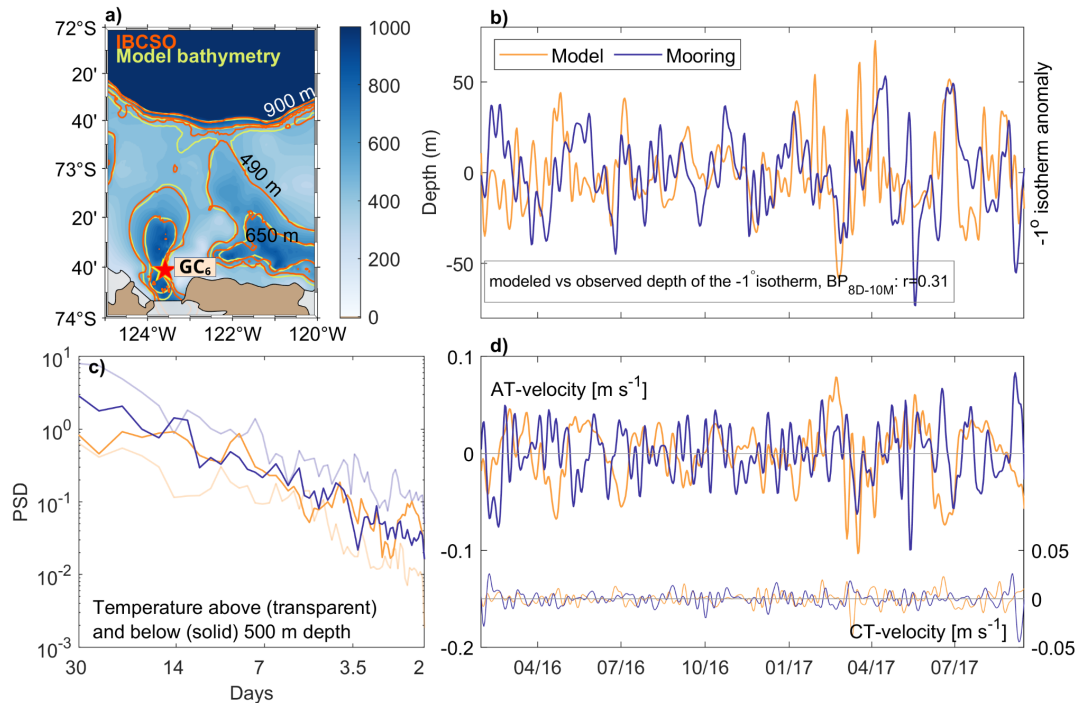 a)
72°S
20'
40'
73°S
20'
40'
74°S
124°W
122°W
120°W
IBCSO
Model bathymetry
900 m
490 m
650 m
GC6
1000
800
600
400
200
0
Depth (m)
b)
Model
Mooring
50
0
-50
-1° isotherm anomaly
modeled vs observed depth of the -1°isotherm, BP8D-10M: r=0.31
c)
10^1
10^0
10^-1
10^-2
10^-3
PSD
Temperature above (transparent)
and below (solid) 500 m depth
30
14
7
3.5
2
Days
d)
0.1
0
-0.1
-0.2
AT-velocity [m s^-1]
0.05
0
-0.05
CT-velocity [m s^-1]
04/16
07/16
10/16
01/17
04/17
07/17